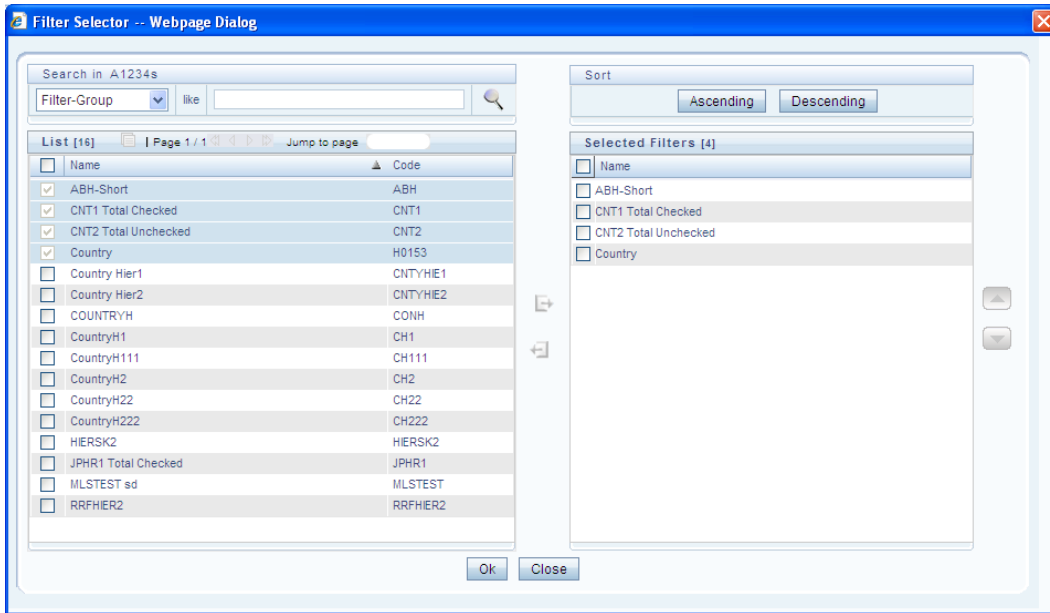 Filter Selector -- Webpage Dialog
Search in A1234s
Filter-Group like
Sort
Ascending Descending
List [16] Page 1 / 1 Jump to page
Name Code
ABH-Short ABH
CNT1 Total Checked CNT1
CNT2 Total Unchecked CNT2
Country H0153
Country Hier1 CNTYHIE1
Country Hier2 CNTYHIE2
COUNTRYH CONH
CountryH1 CH1
CountryH111 CH111
CountryH2 CH2
CountryH22 CH22
CountryH222 CH222
HIERSK2 HIERSK2
JPHR1 Total Checked JPHR1
MLSTEST sd MLSTEST
RRFHIER2 RRFHIER2
Selected Filters [4]
Name
ABH-Short
CNT1 Total Checked
CNT2 Total Unchecked
Country
Ok Close